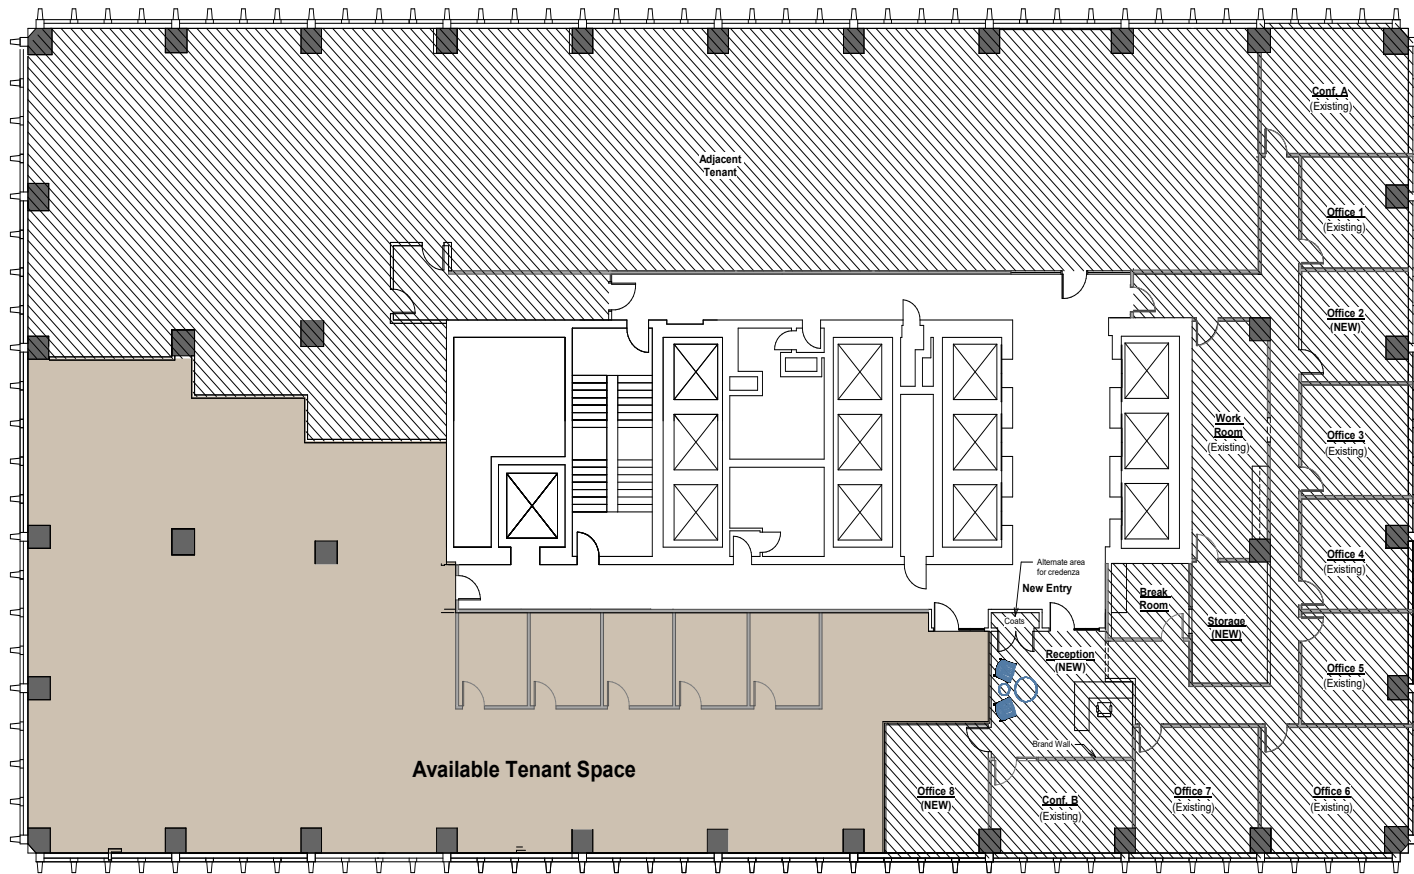 Conf. A
(Existing)
Adjacent
Tenant
Office 1
(Existing)
Office 2
(NEW)
Work
Room
(Existing)
Office 3
(Existing)
Office 4
(Existing)
Alternate area
for credenza
New Entry
Break
Room
Coats
Storage
(NEW)
Reception
(NEW)
Office 5
(Existing)
Brand Wall
Available Tenant Space
Office 8
(NEW)
Conf. B
(Existing)
Office 7
(Existing)
Office 6
(Existing)